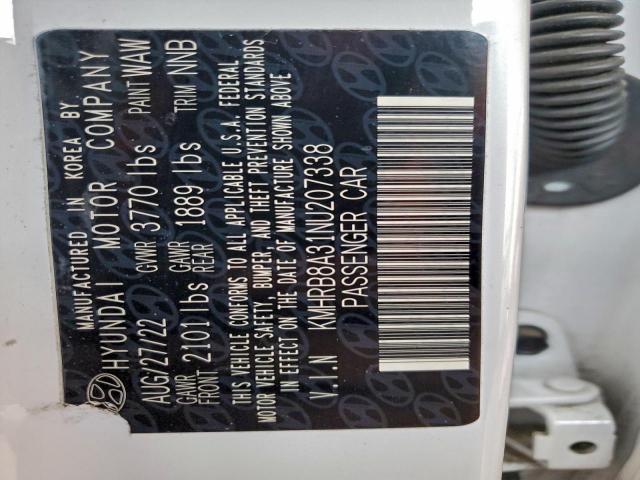 MANUFACTURED IN KOREA BY
HYUNDAI MOTOR COMPANY
AUG/27/22 GVWR 3770 lbs PAINT WAW
GAWR FRONT 2101 lbs GAWR REAR 1889 lbs TRIM NNB
THIS VEHICLE CONFORMS TO ALL APPLICABLE U.S.A. FEDERAL
MOTOR VEHICLE SAFETY, BUMPER, AND THEFT PREVENTION STANDARDS
IN EFFECT ON THE DATE OF MANUFACTURE SHOWN ABOVE
V.I.N KMHRB8A31NU207338
PASSENGER CAR